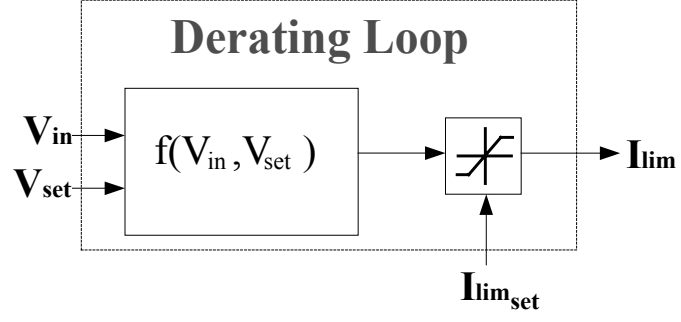 Derating Loop
Vin
f(Vin ,Vset )
Vset
Ilim
Ilimset